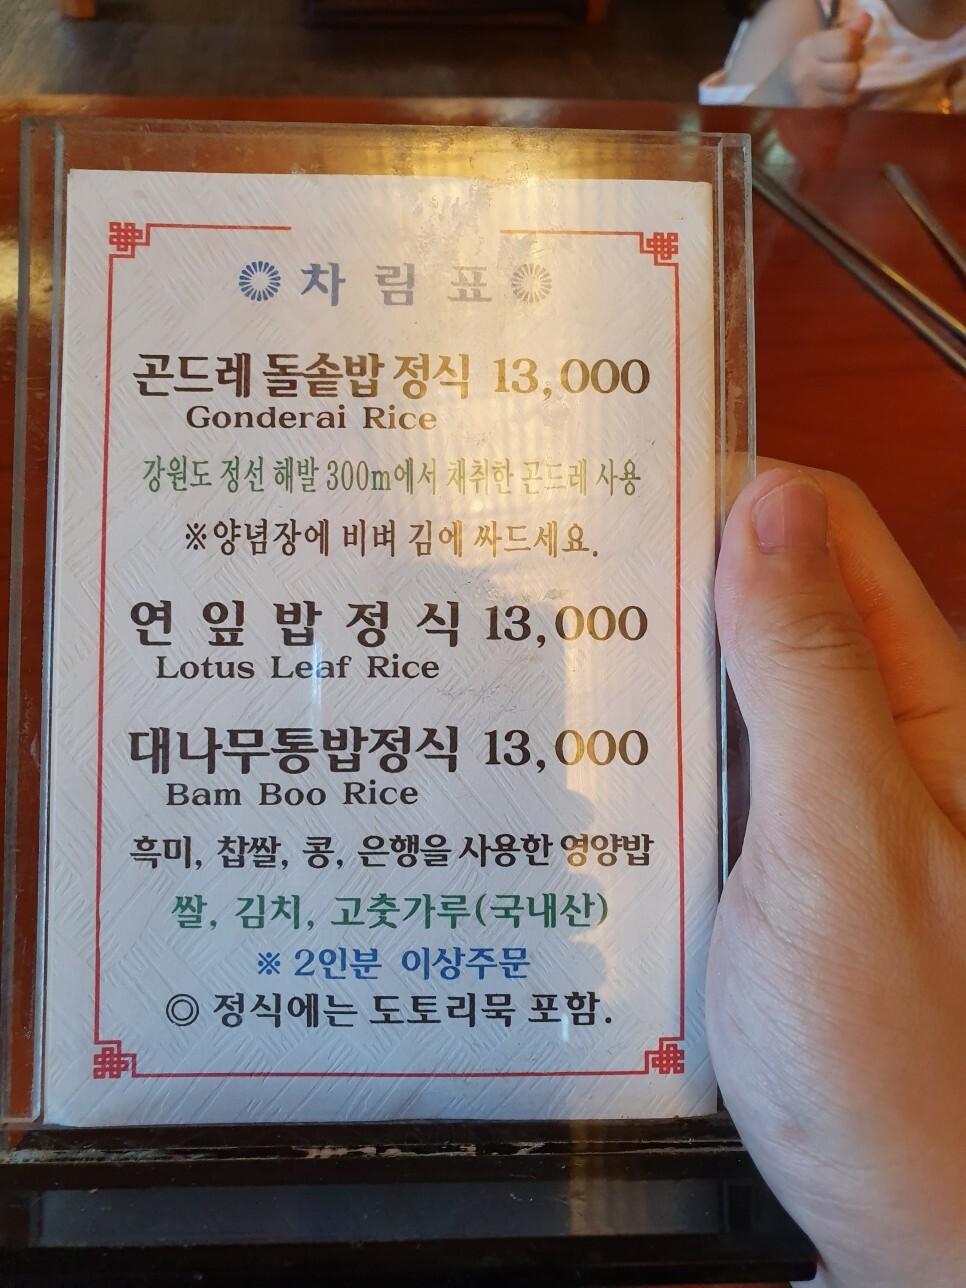 차 림 표
곤드레 돌솥밥 정식 13,000
Gonderai Rice
강원도 정선 해발 300m에서 채취한 곤드레 사용
※양념장에 비벼 김에 싸드세요.
연 잎 밥 정 식 13,000
Lotus Leaf Rice
대나무통밥정식 13,000
Bam Boo Rice
흑미, 찹쌀, 콩, 은행을 사용한 영양밥
쌀, 김치, 고춧가루(국내산)
※ 2인분 이상주문
◎ 정식에는 도토리묵 포함.